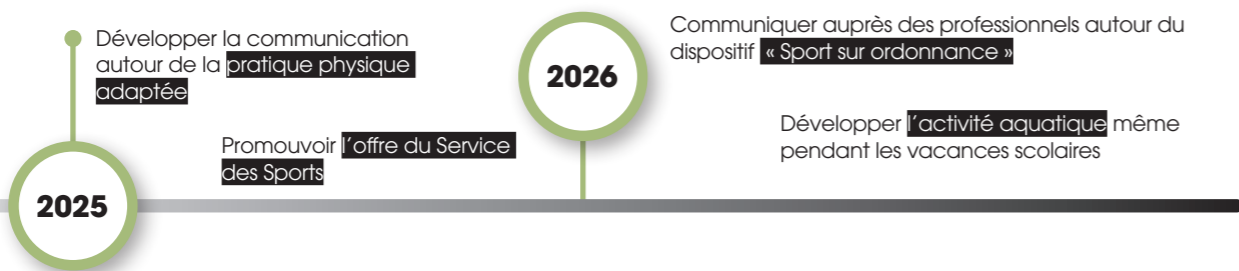 Développer la communication
autour de la pratique physique
adaptée
2025
Promouvoir l'offre du Service
des Sports
2026
Communiquer auprès des professionnels autour du
dispositif « Sport sur ordonnance »
Développer l'activité aquatique même
pendant les vacances scolaires